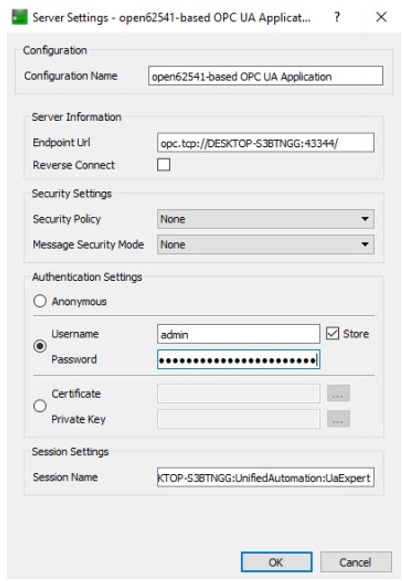 Server Settings - open62541-based OPC UA Applicat... ? ×
Configuration
Configuration Name open62541-based OPC UA Application
Server Information
Endpoint Url opc.tcp://DESKTOP-S3BTNGG:43344/
Reverse Connect
Security Settings
Security Policy None
Message Security Mode None
Authentication Settings
Anonymous
Username admin Store
Password ●●●●●●●●●●●●●●●●●●●●●●●
Certificate ...
Private Key ...
Session Settings
Session Name KTOP-S3BTNGG:UnifiedAutomation:UaExpert
OK Cancel